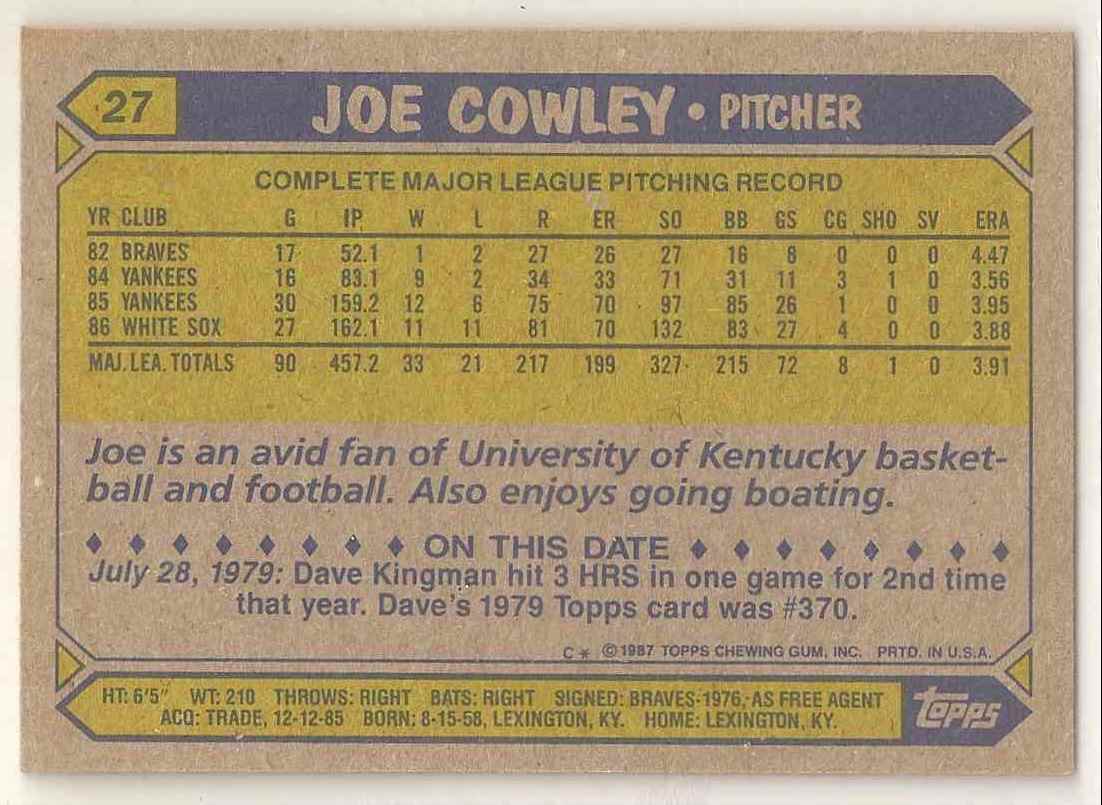 27 JOE COWLEY • PITCHER
COMPLETE MAJOR LEAGUE PITCHING RECORD
YR CLUB G IP W L R ER SO BB GS CG SHO SV ERA
82 BRAVES 17 52.1 1 2 27 26 27 16 8 0 0 0 4.47
84 YANKEES 16 83.1 9 2 34 33 71 31 11 3 1 0 3.56
85 YANKEES 30 159.2 12 6 75 70 97 85 26 1 0 0 3.95
86 WHITE SOX 27 162.1 11 11 81 70 132 83 27 4 0 0 3.88
MAJ. LEA. TOTALS 90 457.2 33 21 217 199 327 215 72 8 1 0 3.91
Joe is an avid fan of University of Kentucky basket-
ball and football. Also enjoys going boating.
♦ ♦ ♦ ♦ ♦ ♦ ♦ ♦ ON THIS DATE ♦ ♦ ♦ ♦ ♦ ♦ ♦ ♦
July 28, 1979: Dave Kingman hit 3 HRS in one game for 2nd time
that year. Dave's 1979 Topps card was #370.
C* © 1987 TOPPS CHEWING GUM, INC. PRTD. IN U.S.A.
HT: 6'5" WT: 210 THROWS: RIGHT BATS: RIGHT SIGNED: BRAVES-1976, AS FREE AGENT
ACQ: TRADE, 12-12-85 BORN: 8-15-58, LEXINGTON, KY. HOME: LEXINGTON, KY.
Topps